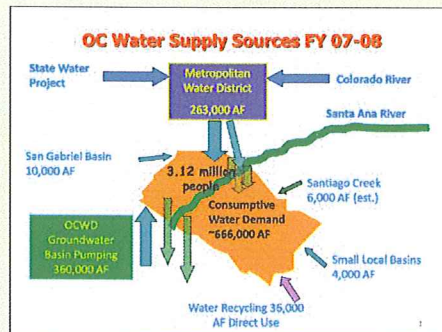 OC Water Supply Sources FY 07-08
State Water
Project
Metropolitan
Water District
263,000 AF
Colorado River
Santa Ana River
San Gabriel Basin
10,000 AF
3.12 million
people
Consumptive
Water Demand
~666,000 AF
Santiago Creek
6,000 AF (est.)
OCWD
Groundwater
Basin Pumping
360,000 AF
Small Local Basins
4,000 AF
Water Recycling 36,000
AF Direct Use